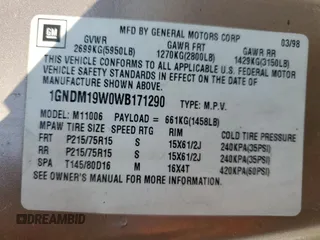 GM
MFD BY GENERAL MOTORS CORP
03/98
GVWR GAWR FRT GAWR RR
2699KG(5950LB) 1270KG(2800LB) 1429KG(3150LB)
THIS VEHICLE CONFORMS TO ALL APPLICABLE U.S. FEDERAL
MOTOR VEHICLE SAFETY STANDARDS IN EFFECT ON THE DATE OF
MANUFACTURE SHOWN ABOVE.
1GNDM19W0WB171290 TYPE: M.P.V.
MODEL: M11006 PAYLOAD = 661KG(1458LB)
MPAW TIRE SIZE SPEED RTG RIM COLD TIRE PRESSURE
FRT P215/75R15 S 15X61/2J 240KPA(35PSI)
RR P215/75R15 S 15X61/2J 240KPA(35PSI)
SPA T145/80D16 M 16X4T 420KPA(60PSI)
SEE OWNER'S MANUAL FOR MORE INFORMATION.
DREAMBID